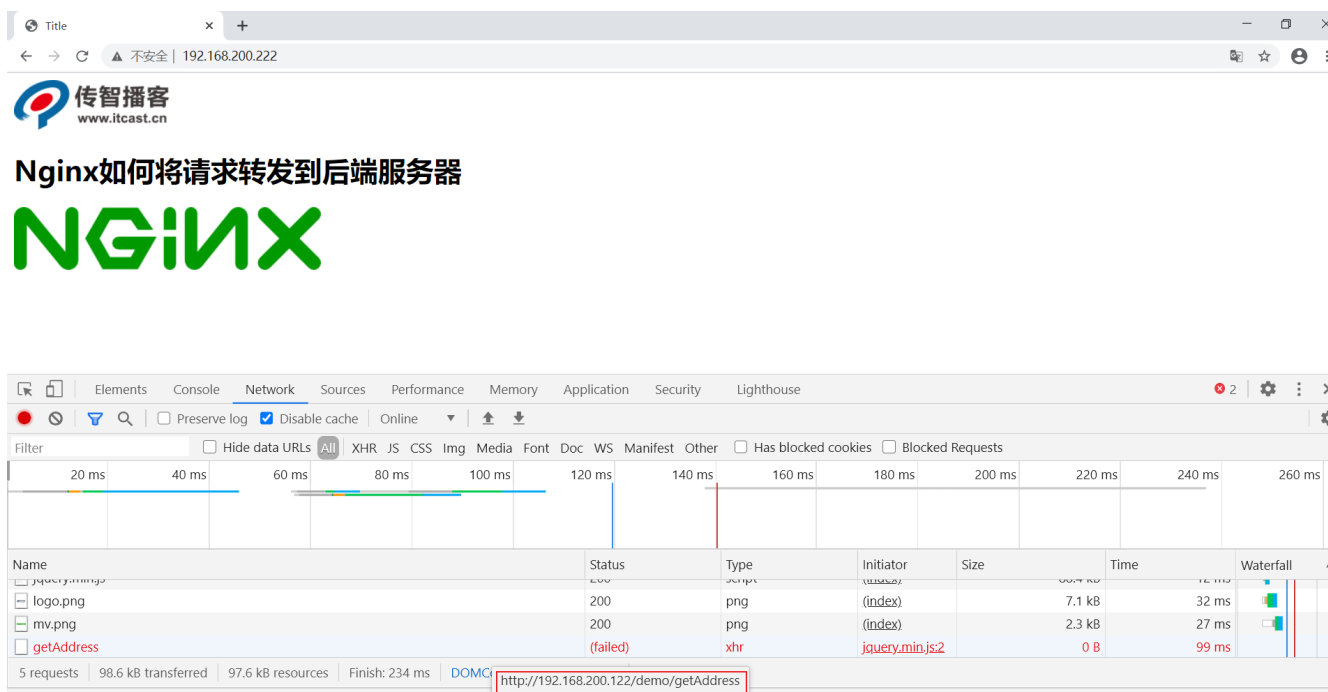 Title
不安全 | 192.168.200.222
传智播客
www.itcast.cn
Nginx如何将请求转发到后端服务器
NGINX
Elements Console Network Sources Performance Memory Application Security Lighthouse 2
Preserve log Disable cache Online
Filter Hide data URLs All XHR JS CSS Img Media Font Doc WS Manifest Other Has blocked cookies Blocked Requests
20 ms 40 ms 60 ms 80 ms 100 ms 120 ms 140 ms 160 ms 180 ms 200 ms 220 ms 240 ms 260 ms
Name Status Type Initiator Size Time Waterfall
jquery.min.js 200 script (index)
logo.png 200 png (index) 7.1 kB 32 ms
mv.png 200 png (index) 2.3 kB 27 ms
getAddress (failed) xhr jquery.min.js:2 0 B 99 ms
5 requests 98.6 kB transferred 97.6 kB resources Finish: 234 ms
http://192.168.200.122/demo/getAddress